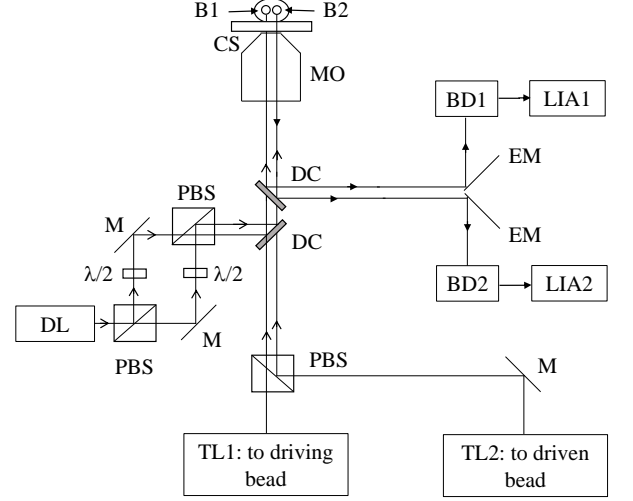 B1
B2
CS
MO
BD1
LIA1
EM
DC
PBS
M
DC
EM
λ/2
λ/2
BD2
LIA2
DL
M
PBS
PBS
M
TL1: to driving
bead
TL2: to driven
bead